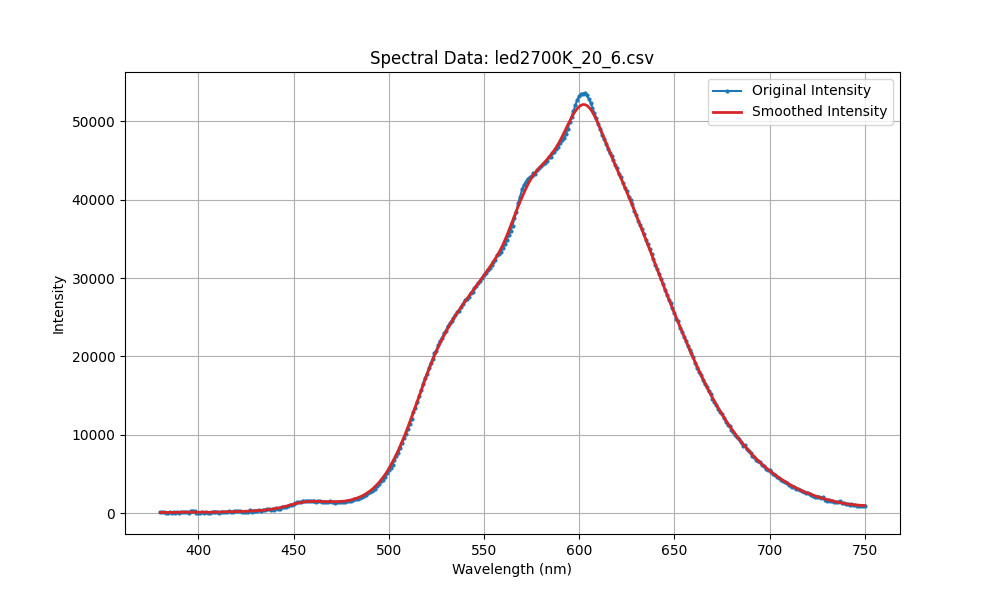 Spectral Data: led2700K_20_6.csv
Original Intensity
Smoothed Intensity
50000
40000
30000
20000
10000
0
Intensity
400 450 500 550 600 650 700 750
Wavelength (nm)